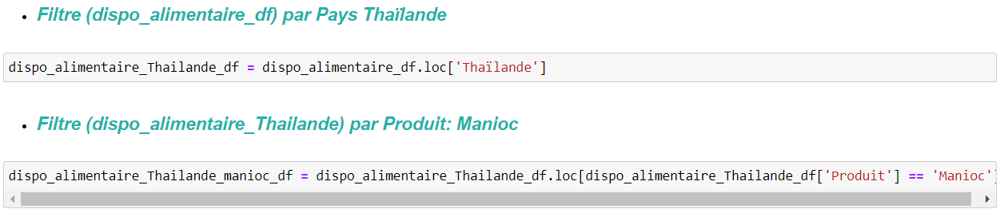 Filtre (dispo_alimentaire_df) par Pays Thaïlande
dispo_alimentaire_Thailande_df = dispo_alimentaire_df.loc['Thaïlande']
Filtre (dispo_alimentaire_Thailande) par Produit: Manioc
dispo_alimentaire_Thailande_manioc_df = dispo_alimentaire_Thailande_df.loc[dispo_alimentaire_Thailande_df['Produit'] == 'Manioc']